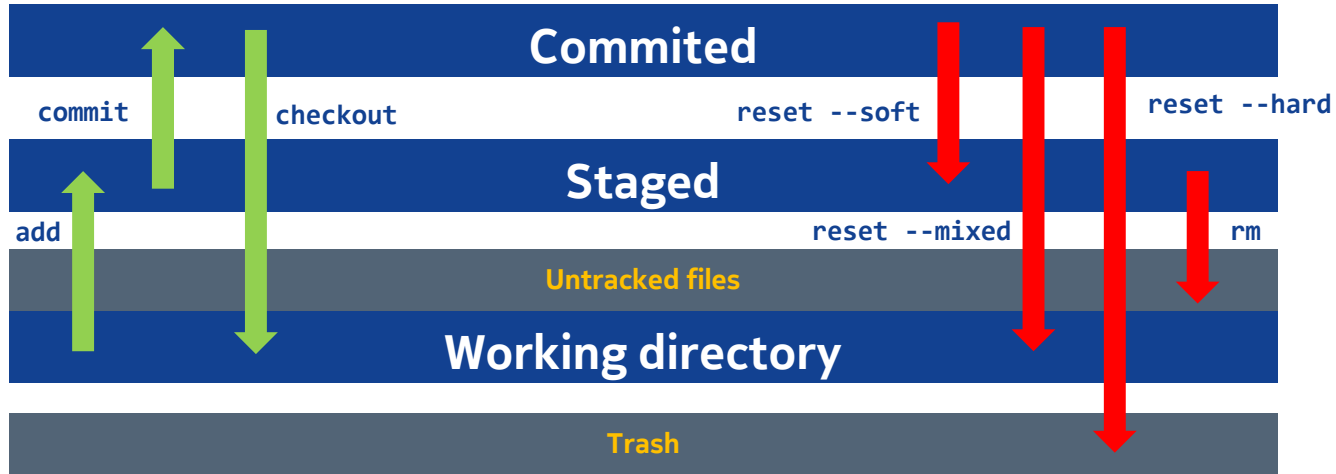 Commited
commit
checkout
reset --soft
reset --hard
Staged
add
reset --mixed
rm
Untracked files
Working directory
Trash